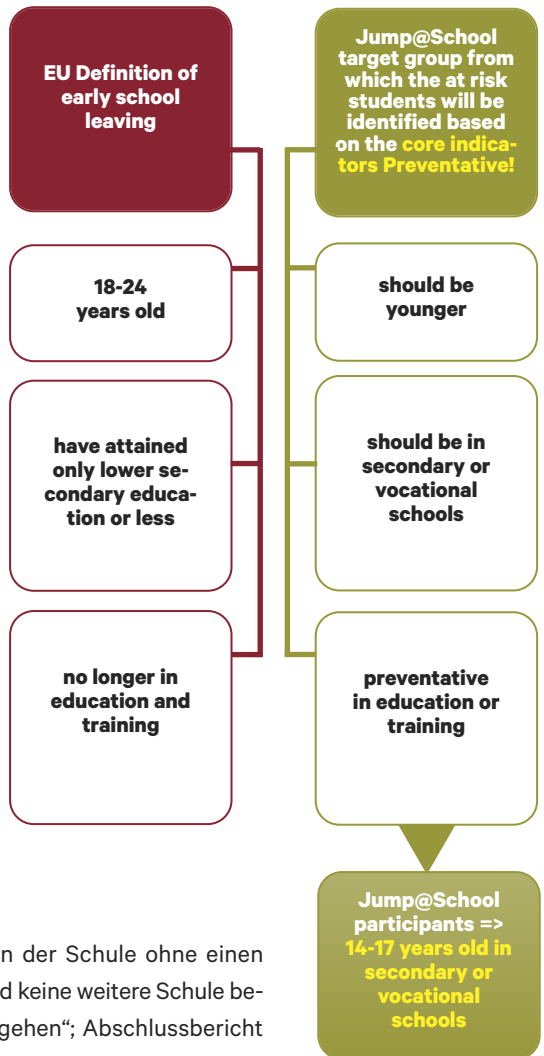 EU Definition of
early school
leaving
18-24
years old
have attained
only lower se-
condary educa-
tion or less
no longer in
education and
training
Jump@School
target group from
which the at risk
students will be
identified based
on the core indica-
tors Preventative!
should be
younger
should be in
secondary or
vocational
schools
preventative
in education or
training
Jump@School
participants =>
14-17 years old in
secondary or
vocational
schools
n der Schule ohne einen
d keine weitere Schule be-
gehen“; Abschlussbericht